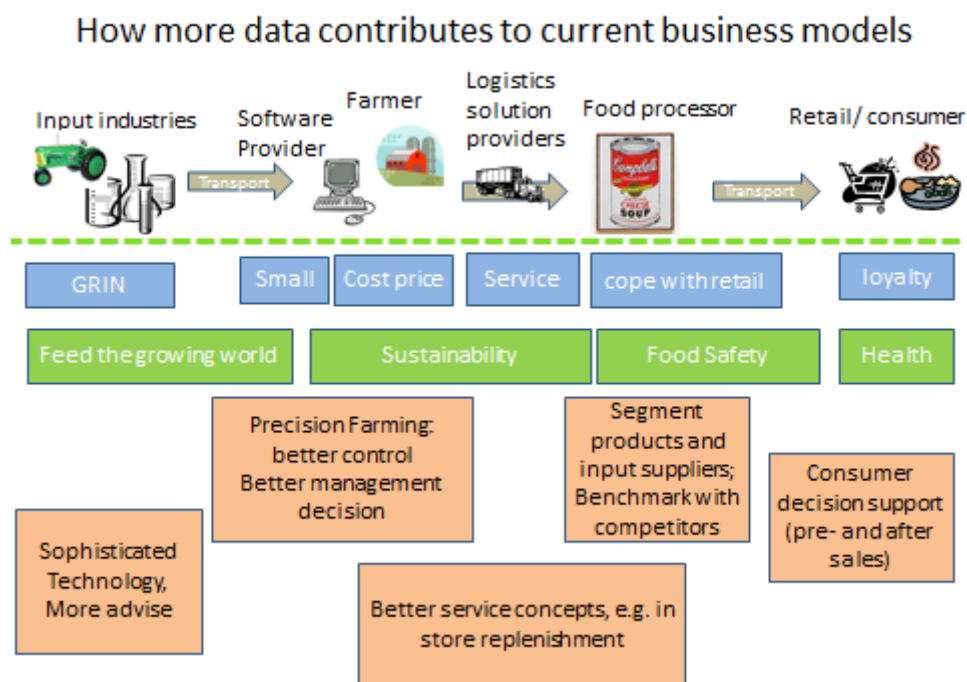 How more data contributes to current business models
Input industries
Software
Provider
Farmer
Logistics
solution
providers
Food processor
Retail/ consumer
Transport
Campbell's
CHEESE
SOUP
Transport
GRIN
Small
Cost price
Service
cope with retail
loyalty
Feed the growing world
Sustainability
Food Safety
Health
Precision Farming:
better control
Better management
decision
Segment
products and
input suppliers;
Benchmark with
competitors
Consumer
decision support
(pre- and after
sales)
Sophisticated
Technology,
More advise
Better service concepts, e.g. in
store replenishment